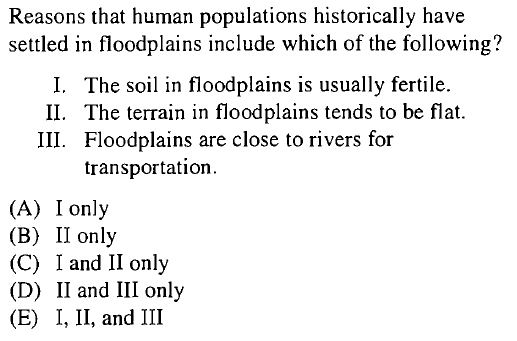 Reasons that human populations historically have
settled in floodplains include which of the following?
I. The soil in floodplains is usually fertile.
II. The terrain in floodplains tends to be flat.
III. Floodplains are close to rivers for
transportation.
(A) I only
(B) II only
(C) I and II only
(D) II and III only
(E) I, II, and III